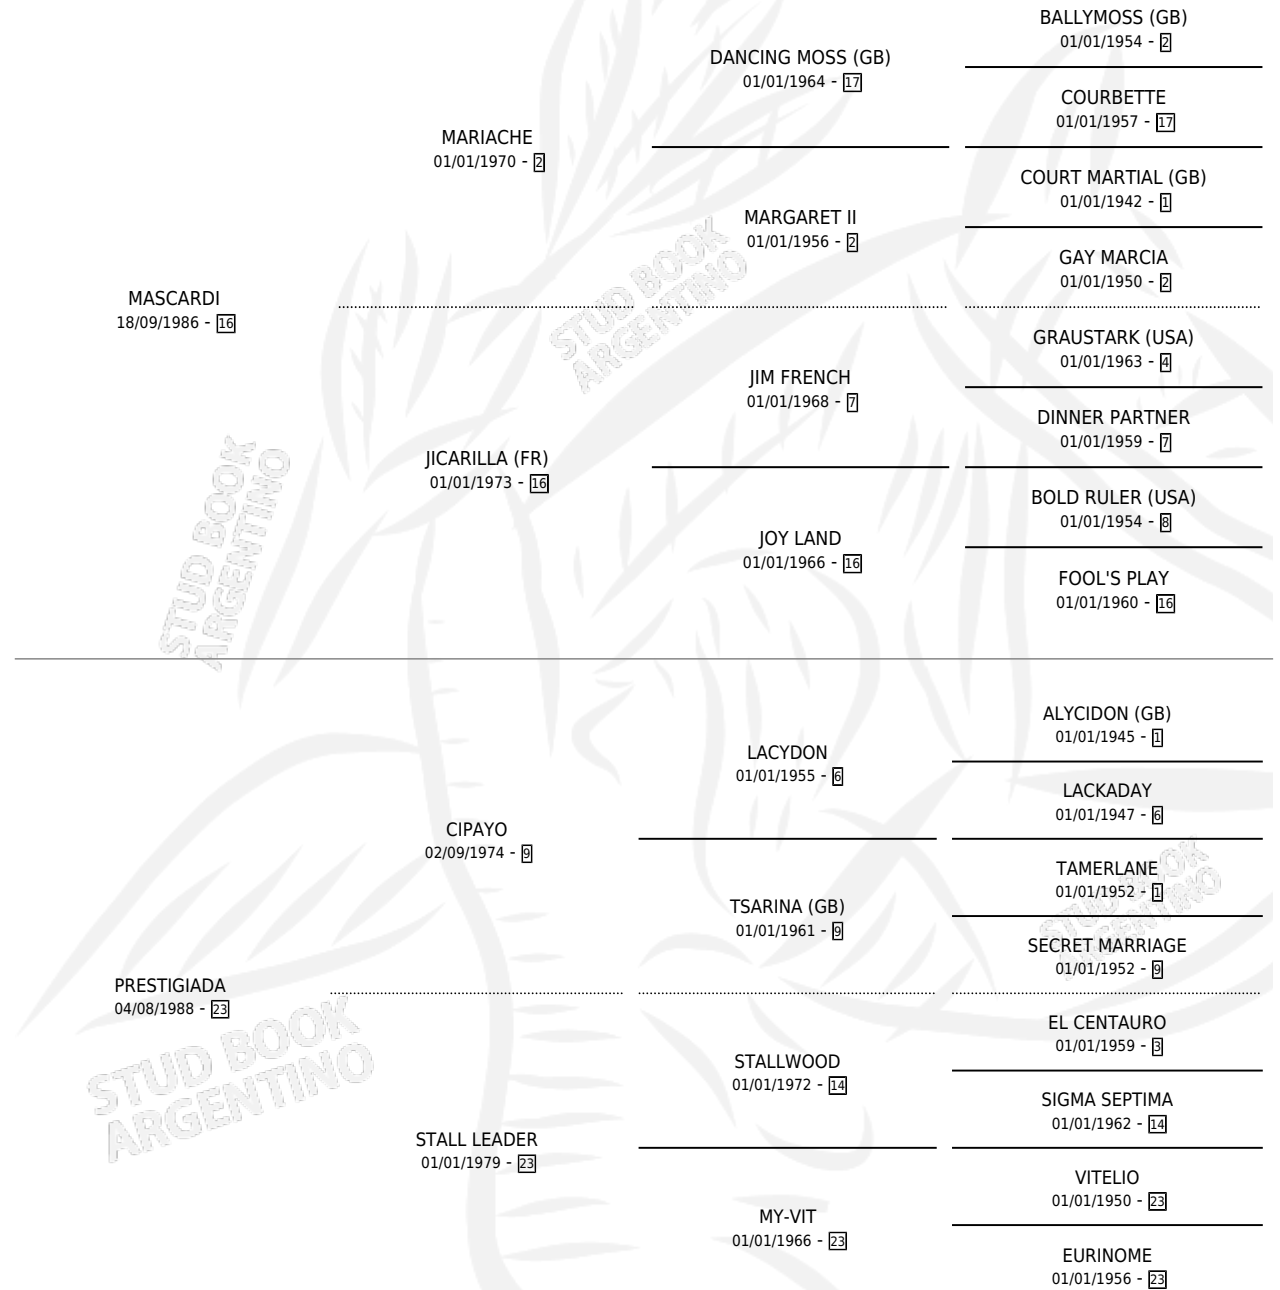 BALLYMOSS (GB)
01/01/1954 - 2
DANCING MOSS (GB)
01/01/1964 - 17
COURBETTE
01/01/1957 - 17
MARIACHE
01/01/1970 - 2
COURT MARTIAL (GB)
01/01/1942 - 1
MARGARET II
01/01/1956 - 2
GAY MARCIA
01/01/1950 - 2
STUD BOOK
ARGENTINO
MASCARDI
18/09/1986 - 16
GRAUSTARK (USA)
01/01/1963 - 4
JIM FRENCH
01/01/1968 - 7
DINNER PARTNER
01/01/1959 - 7
JICARILLA (FR)
01/01/1973 - 16
BOLD RULER (USA)
01/01/1954 - 8
JOY LAND
01/01/1966 - 16
FOOL'S PLAY
01/01/1960 - 16
STUD BOOK
ARGENTINO
ALYCIDON (GB)
01/01/1945 - 1
LACYDON
01/01/1955 - 6
LACKADAY
01/01/1947 - 6
CIPAYO
02/09/1974 - 9
TAMERLANE
01/01/1952 - 1
TSARINA (GB)
01/01/1961 - 9
SECRET MARRIAGE
01/01/1952 - 9
STUD BOOK
ARGENTINO
PRESTIGIADA
04/08/1988 - 23
EL CENTAURO
01/01/1959 - 3
STALLWOOD
01/01/1972 - 14
SIGMA SEPTIMA
01/01/1962 - 14
STUD BOOK
ARGENTINO
STALL LEADER
01/01/1979 - 23
VITELIO
01/01/1950 - 23
MY-VIT
01/01/1966 - 23
EURINOME
01/01/1956 - 23